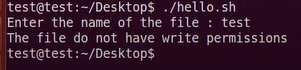 test@test:~/Desktop$ ./hello.sh
Enter the name of the file : test
The file do not have write permissions
test@test:~/Desktop$